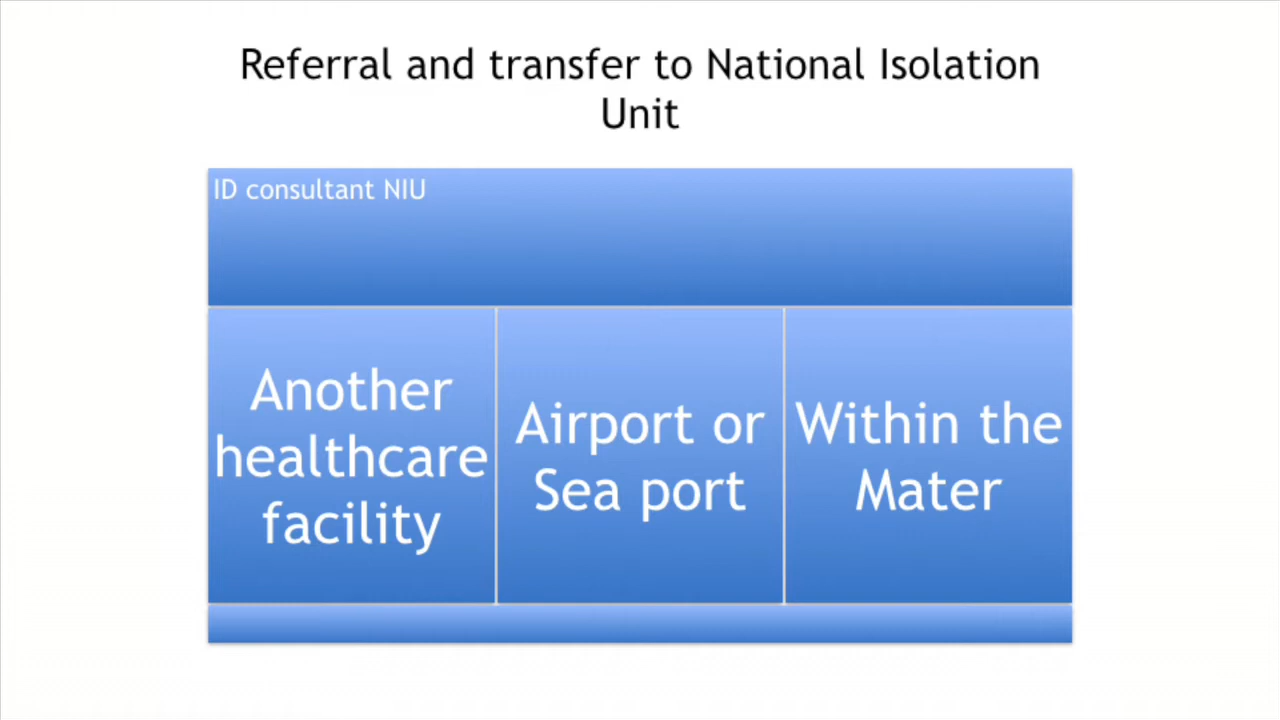 Referral and transfer to National Isolation
Unit
ID consultant NIU
Another
healthcare
facility
Airport or
Sea port
Within the
Mater